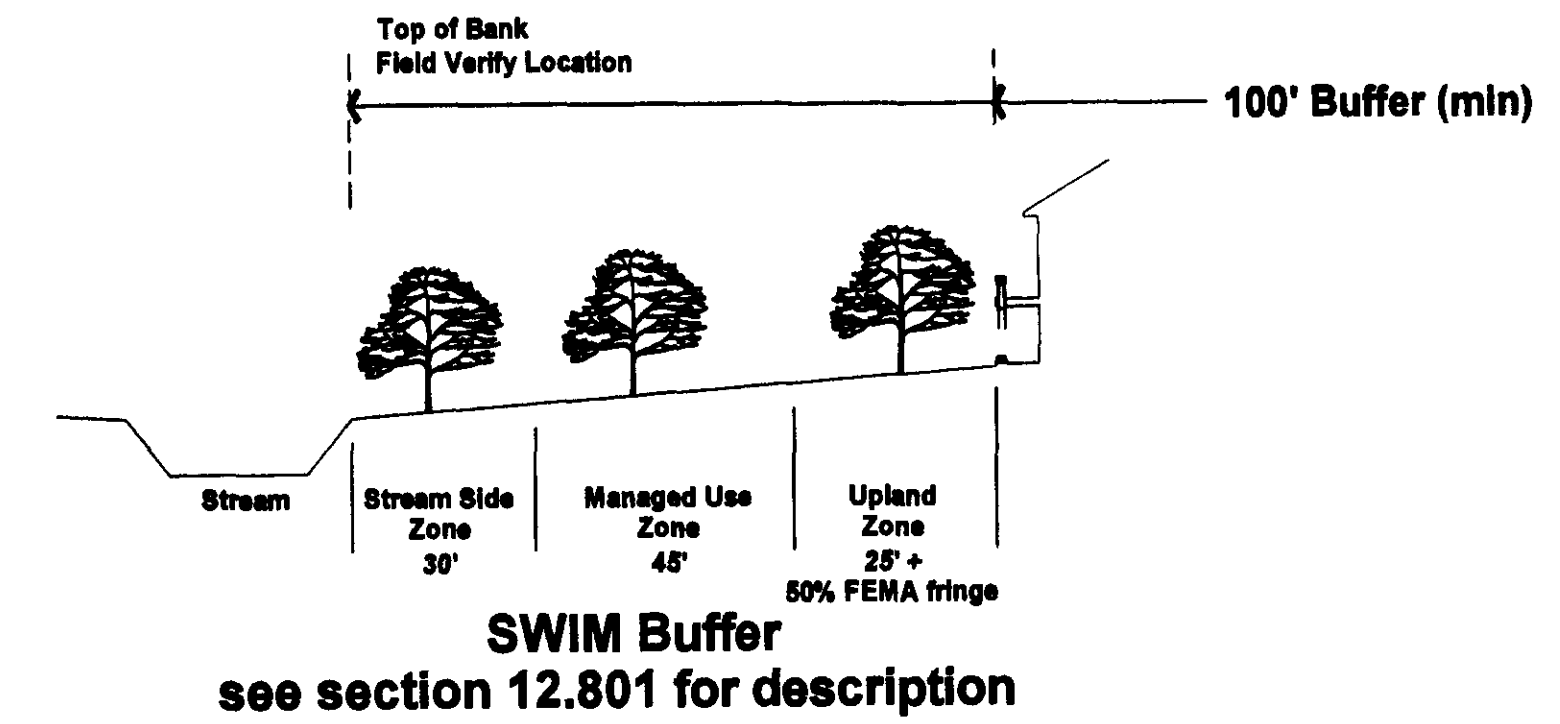 Top of Bank
Field Verify Location
100' Buffer (min)
Stream
Stream Side
Zone
30'
Managed Use
Zone
45'
Upland
Zone
25' +
50% FEMA fringe
SWIM Buffer
see section 12.801 for description